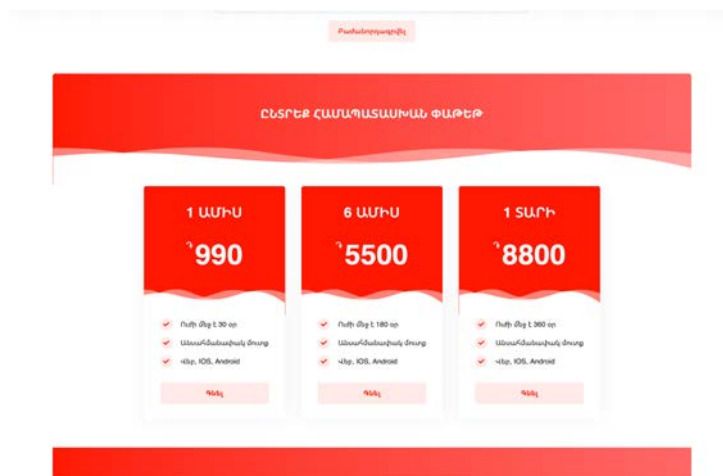 Բաժանորդագրվել
ԸՆՏՐԵՔ ՀԱՄԱՊԱՏԱՍԽԱՆ ՓԱԹԵԹ
1 ԱՄԻՍ
֏990
Ուժի մեջ է 30 օր
Անսահմանափակ մուտք
Վեբ, IOS, Android
Գնել
6 ԱՄԻՍ
֏5500
Ուժի մեջ է 180 օր
Անսահմանափակ մուտք
Վեբ, IOS, Android
Գնել
1 ՏԱՐԻ
֏8800
Ուժի մեջ է 360 օր
Անսահմանափակ մուտք
Վեբ, IOS, Android
Գնել